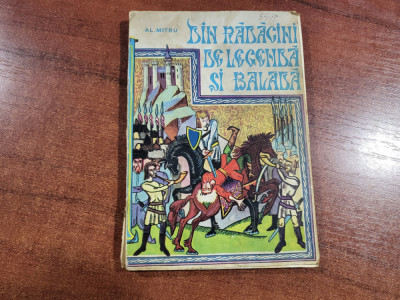 AL. MITRU
DIN RĂDĂCINI
DE LEGENDĂ
ȘI BALADĂ